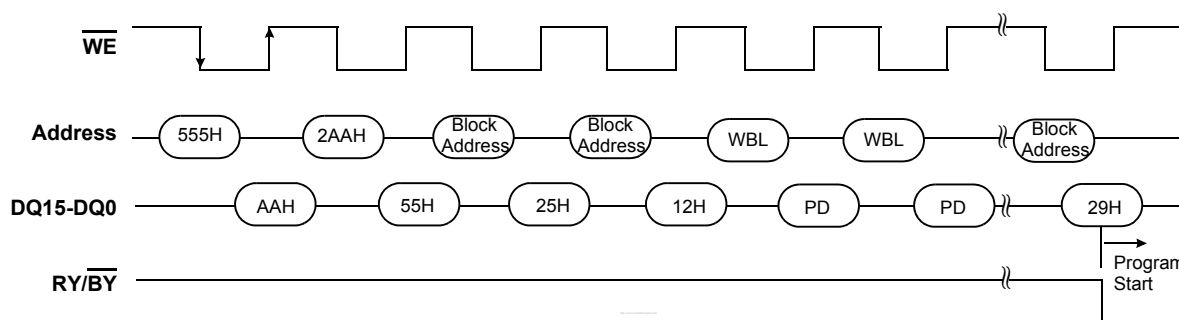 WE
Address
555H
2AAH
Block
Address
Block
Address
WBL
WBL
Block
Address
DQ15-DQ0
AAH
55H
25H
12H
PD
PD
29H
RY/BY
Program
Start